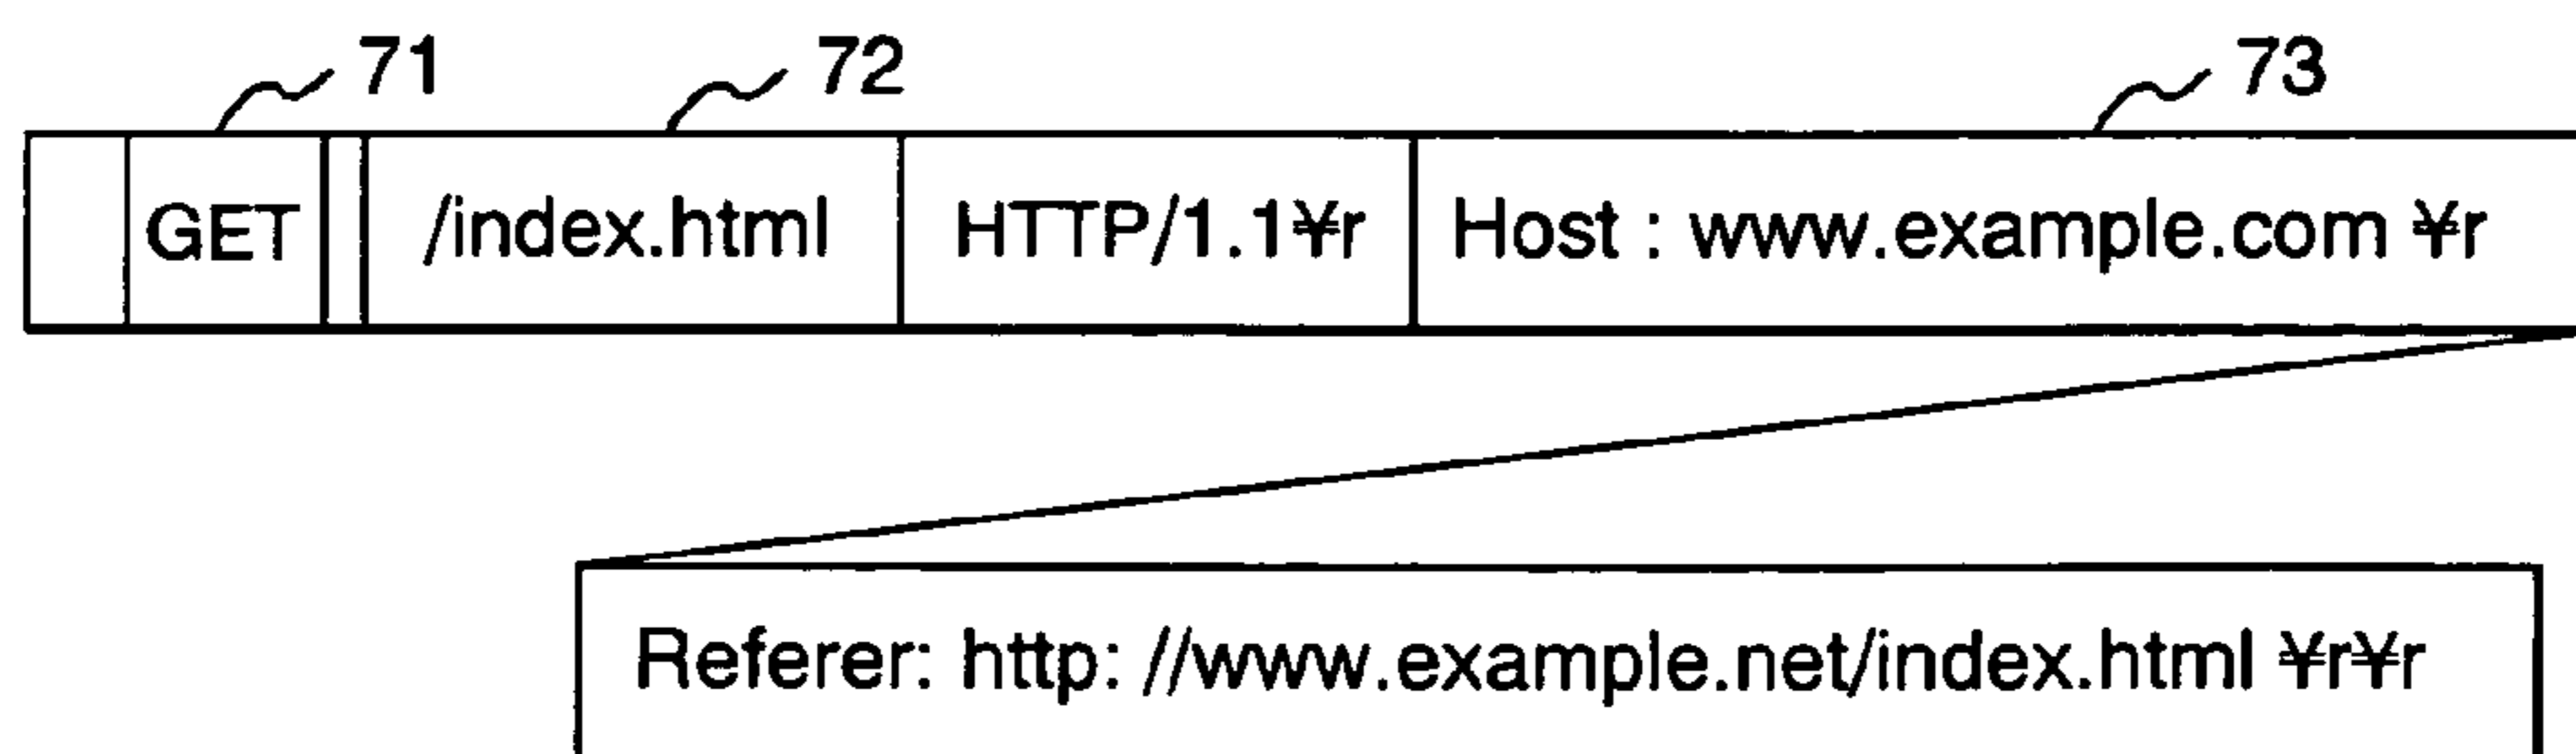 71 72 73
GET /index.html HTTP/1.1¥r Host : www.example.com ¥r
Referer: http: //www.example.net/index.html ¥r¥r